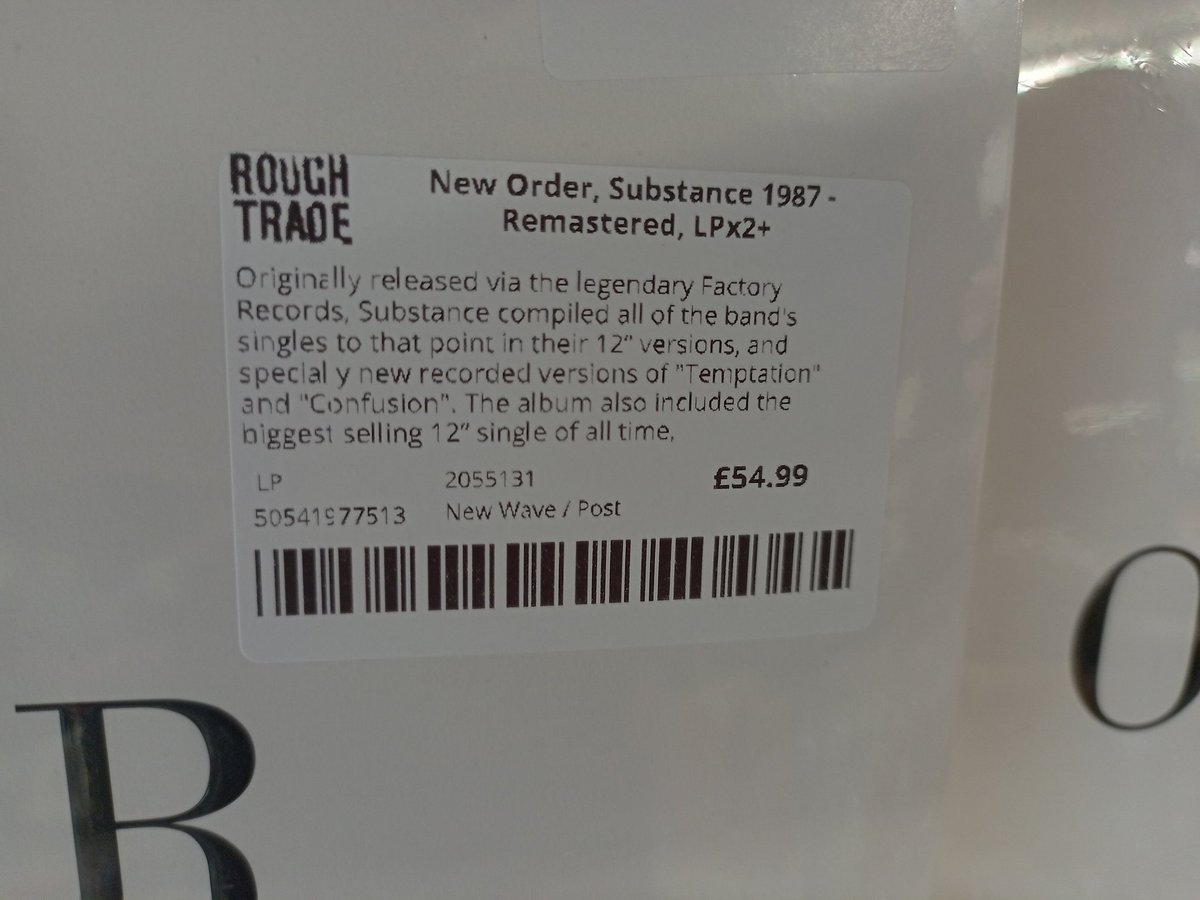 ROUGH
TRADE
New Order, Substance 1987 -
Remastered, LPx2+
Originally released via the legendary Factory
Records, Substance compiled all of the band's
singles to that point in their 12" versions, and
special y new recorded versions of "Temptation"
and "Confusion". The album also included the
biggest selling 12" single of all time,
LP 2055131 £54.99
50541977513 New Wave / Post
R O